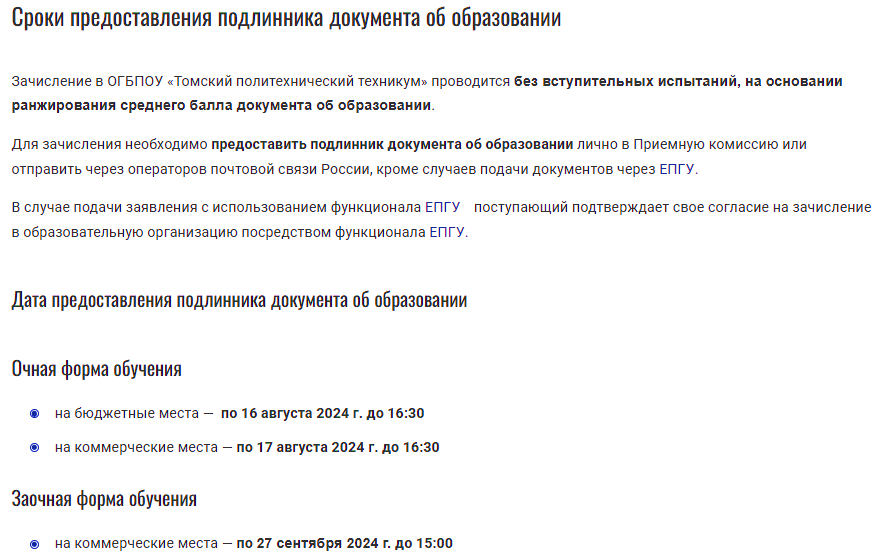 Сроки предоставления подлинника документа об образовании
Зачисление в ОГБПОУ «Томский политехнический техникум» проводится без вступительных испытаний, на основании
ранжирования среднего балла документа об образовании.
Для зачисления необходимо предоставить подлинник документа об образовании лично в Приемную комиссию или
отправить через операторов почтовой связи России, кроме случаев подачи документов через ЕПГУ.
В случае подачи заявления с использованием функционала ЕПГУ поступающий подтверждает свое согласие на зачисление
в образовательную организацию посредством функционала ЕПГУ.
Дата предоставления подлинника документа об образовании
Очная форма обучения
на бюджетные места — по 16 августа 2024 г. до 16:30
на коммерческие места — по 17 августа 2024 г. до 16:30
Заочная форма обучения
на коммерческие места — по 27 сентября 2024 г. до 15:00